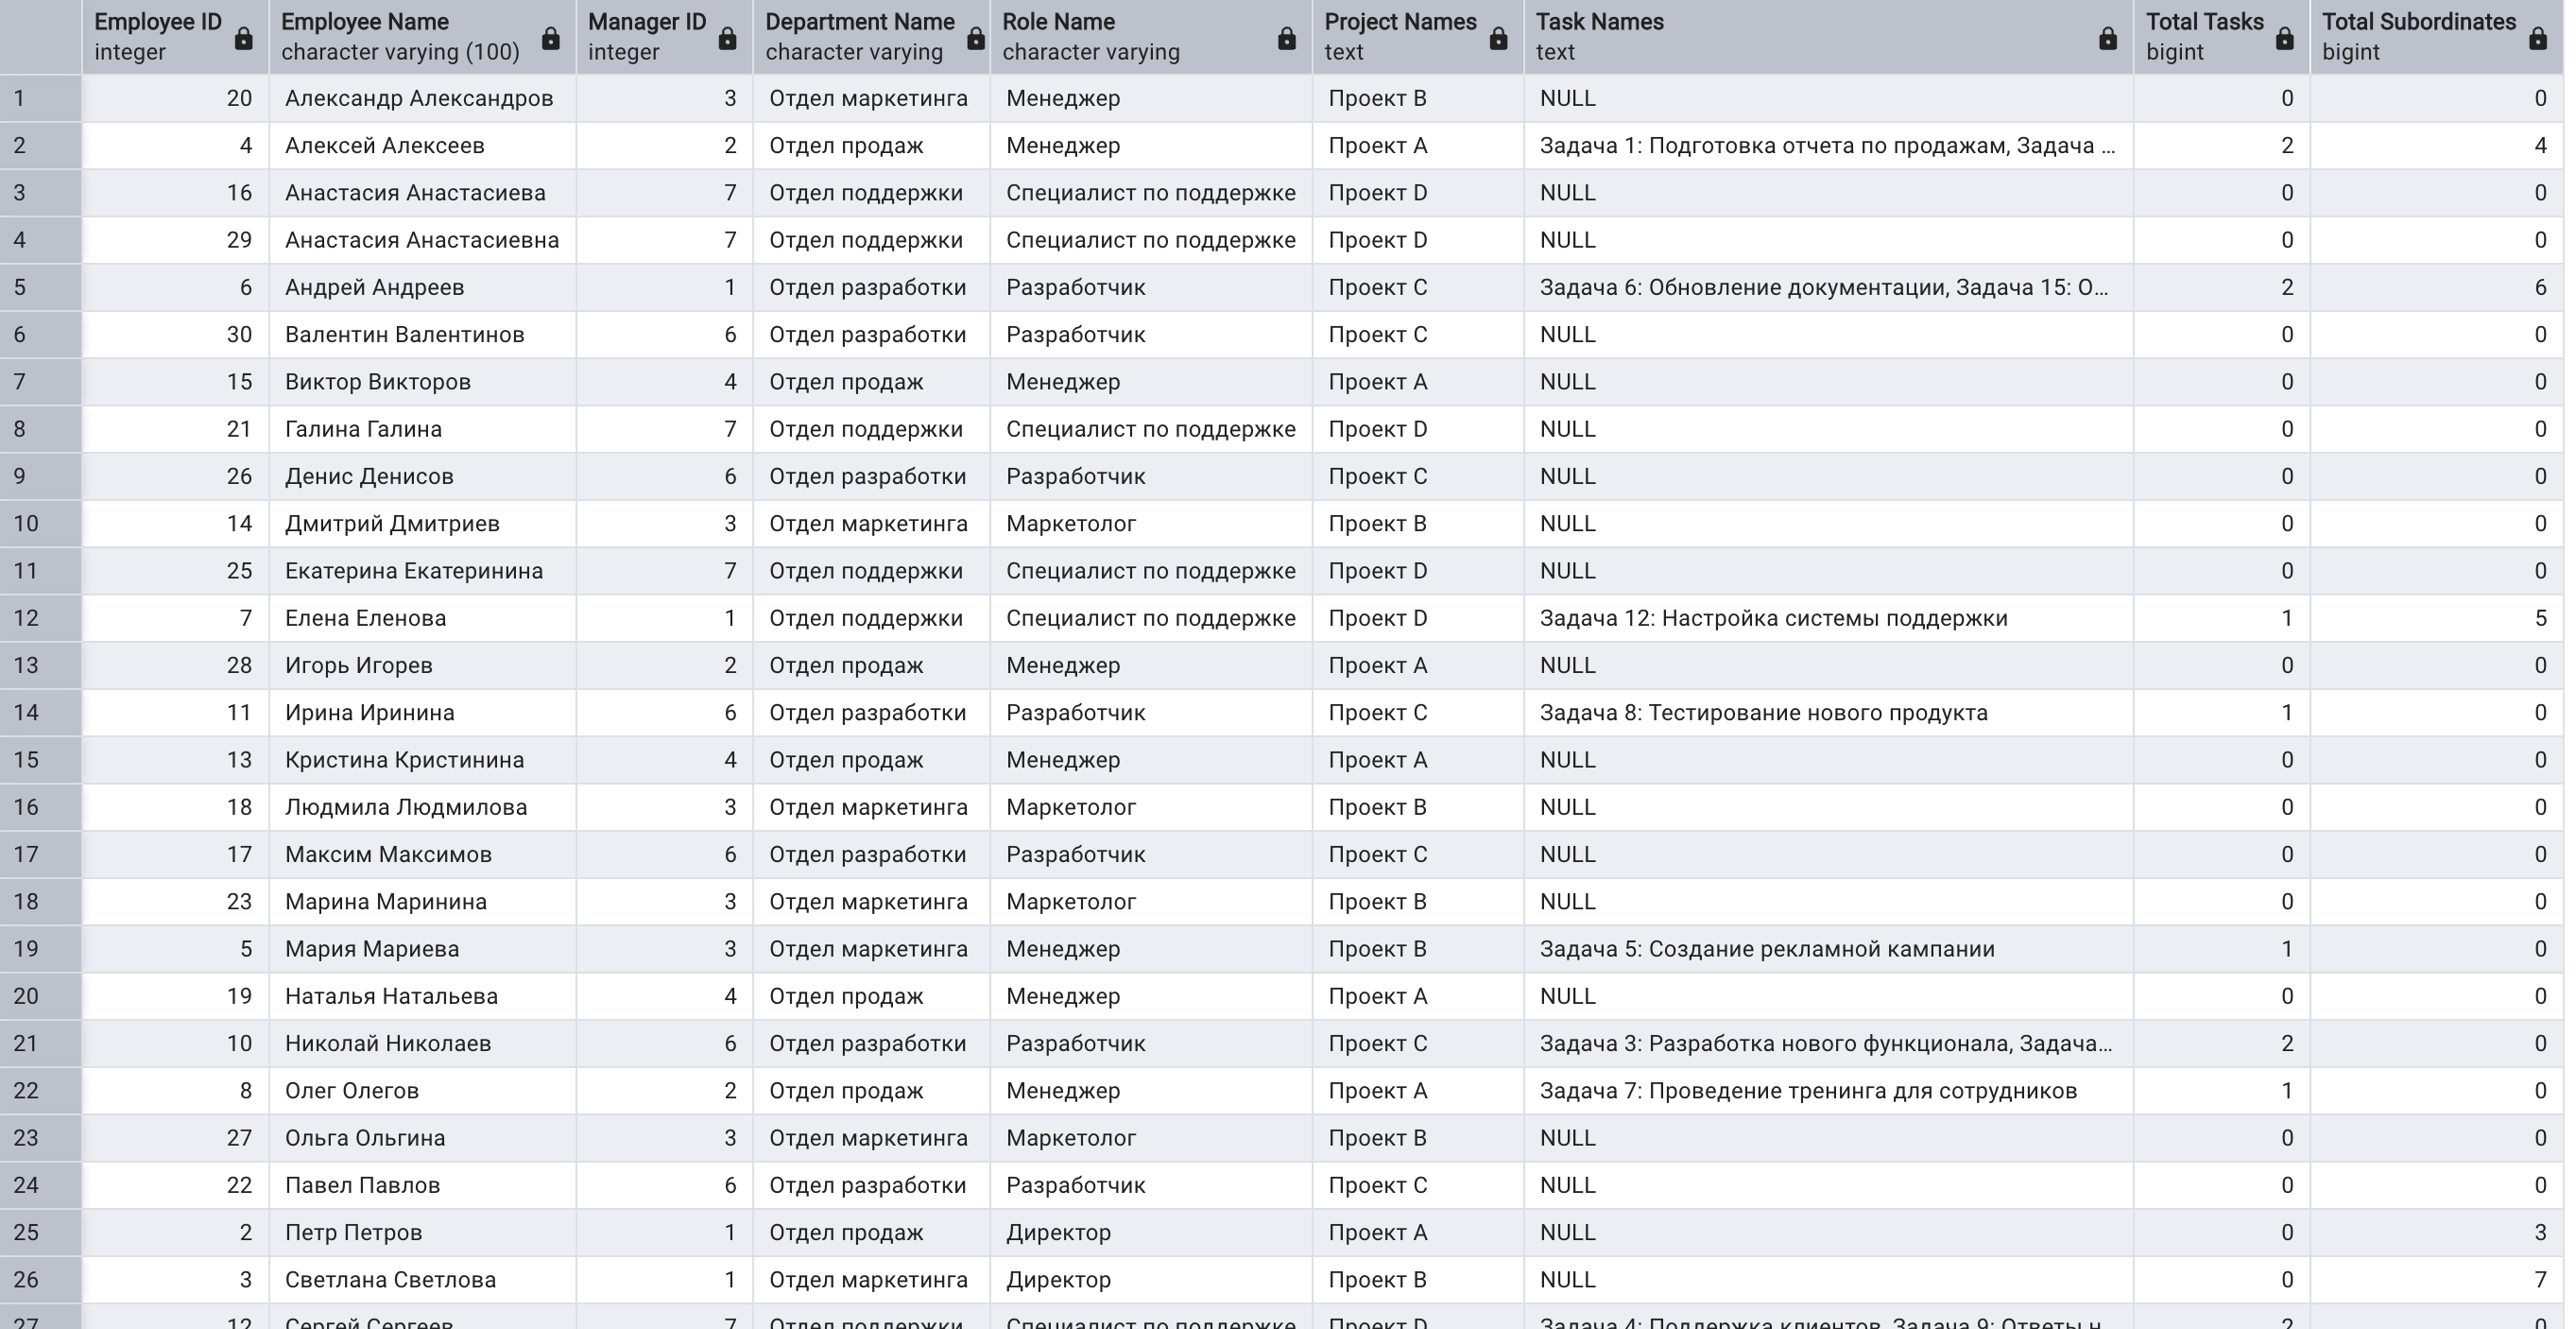 Employee ID Employee Name Manager ID Department Name Role Name Project Names Task Names Total Tasks Total Subordinates
integer character varying (100) integer character varying character varying text text bigint bigint
1 20 Александр Александров 3 Отдел маркетинга Менеджер Проект B NULL 0 0
2 4 Алексей Алексеев 2 Отдел продаж Менеджер Проект A Задача 1: Подготовка отчета по продажам, Задача ... 2 4
3 16 Анастасия Анастасиева 7 Отдел поддержки Специалист по поддержке Проект D NULL 0 0
4 29 Анастасия Анастасиевна 7 Отдел поддержки Специалист по поддержке Проект D NULL 0 0
5 6 Андрей Андреев 1 Отдел разработки Разработчик Проект C Задача 6: Обновление документации, Задача 15: О... 2 6
6 30 Валентин Валентинов 6 Отдел разработки Разработчик Проект C NULL 0 0
7 15 Виктор Викторов 4 Отдел продаж Менеджер Проект A NULL 0 0
8 21 Галина Галина 7 Отдел поддержки Специалист по поддержке Проект D NULL 0 0
9 26 Денис Денисов 6 Отдел разработки Разработчик Проект C NULL 0 0
10 14 Дмитрий Дмитриев 3 Отдел маркетинга Маркетолог Проект B NULL 0 0
11 25 Екатерина Екатеринина 7 Отдел поддержки Специалист по поддержке Проект D NULL 0 0
12 7 Елена Еленова 1 Отдел поддержки Специалист по поддержке Проект D Задача 12: Настройка системы поддержки 1 5
13 28 Игорь Игорев 2 Отдел продаж Менеджер Проект A NULL 0 0
14 11 Ирина Иринина 6 Отдел разработки Разработчик Проект C Задача 8: Тестирование нового продукта 1 0
15 13 Кристина Кристинина 4 Отдел продаж Менеджер Проект A NULL 0 0
16 18 Людмила Людмилова 3 Отдел маркетинга Маркетолог Проект B NULL 0 0
17 17 Максим Максимов 6 Отдел разработки Разработчик Проект C NULL 0 0
18 23 Марина Маринина 3 Отдел маркетинга Маркетолог Проект B NULL 0 0
19 5 Мария Мариева 3 Отдел маркетинга Менеджер Проект B Задача 5: Создание рекламной кампании 1 0
20 19 Наталья Натальева 4 Отдел продаж Менеджер Проект A NULL 0 0
21 10 Николай Николаев 6 Отдел разработки Разработчик Проект C Задача 3: Разработка нового функционала, Задача... 2 0
22 8 Олег Олегов 2 Отдел продаж Менеджер Проект A Задача 7: Проведение тренинга для сотрудников 1 0
23 27 Ольга Ольгина 3 Отдел маркетинга Маркетолог Проект B NULL 0 0
24 22 Павел Павлов 6 Отдел разработки Разработчик Проект C NULL 0 0
25 2 Петр Петров 1 Отдел продаж Директор Проект A NULL 0 3
26 3 Светлана Светлова 1 Отдел маркетинга Директор Проект B NULL 0 7
27 12 Сергей Сергеев 7 Отдел поддержки Специалист по поддержке Проект D Задача 4: Поддержка клиентов, Задача 9: Ответы н... 2 0